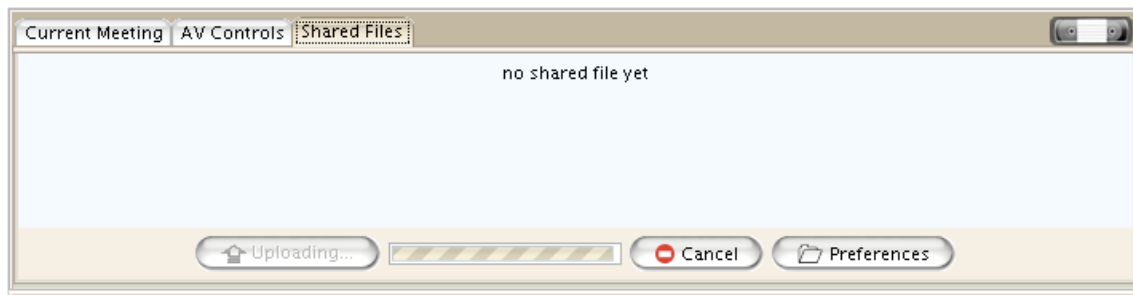 Current Meeting AV Controls Shared Files
no shared file yet
Uploading... Cancel Preferences